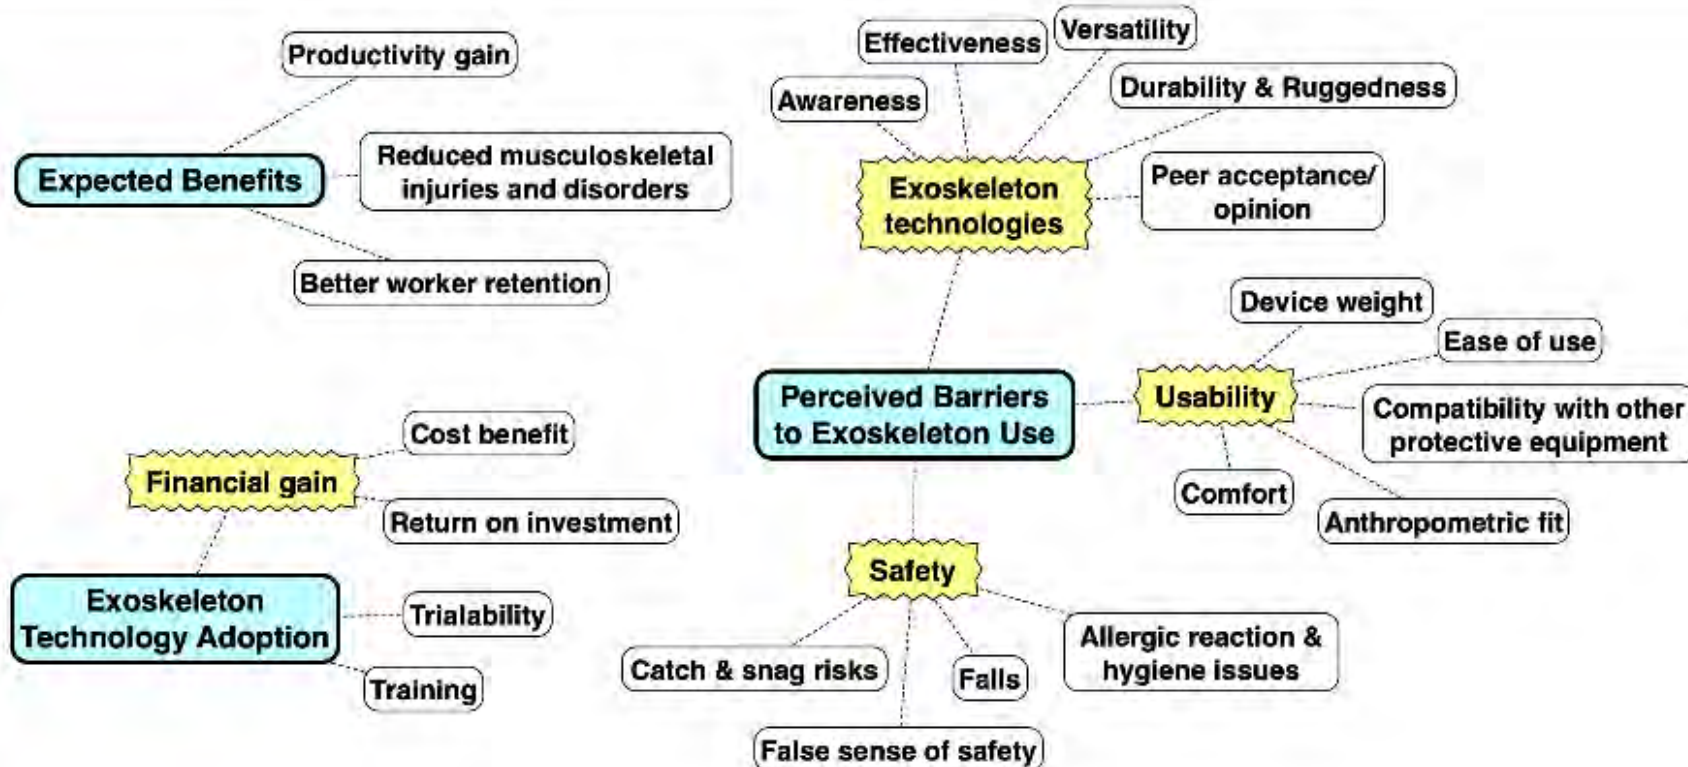 Productivity gain
Expected Benefits
Reduced musculoskeletal
injuries and disorders
Better worker retention
Effectiveness
Versatility
Awareness
Durability & Ruggedness
Exoskeleton
technologies
Peer acceptance/
opinion
Perceived Barriers
to Exoskeleton Use
Device weight
Ease of use
Usability
Compatibility with other
protective equipment
Comfort
Anthropometric fit
Safety
Catch & snag risks
Falls
Allergic reaction &
hygiene issues
False sense of safety
Cost benefit
Financial gain
Return on investment
Exoskeleton
Technology Adoption
Trialability
Training